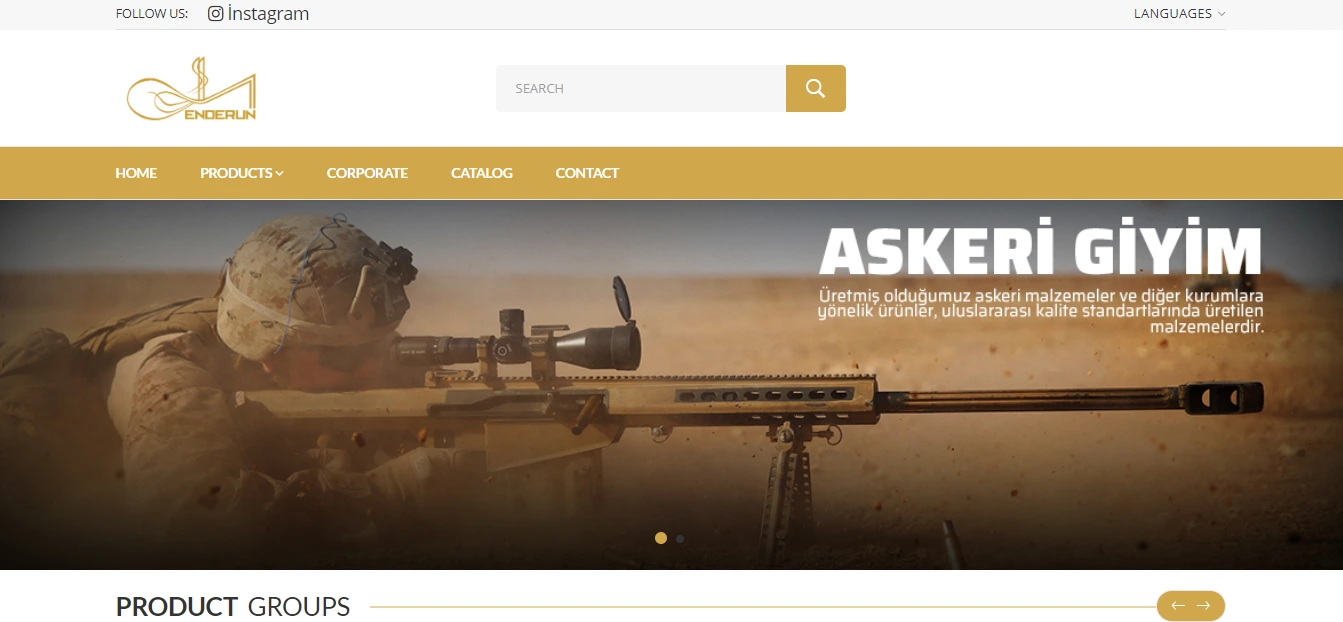 FOLLOW US: İnstagram LANGUAGES
ENDERUN
SEARCH
HOME PRODUCTS CORPORATE CATALOG CONTACT
ASKERİ GİYİM
Üretmiş olduğumuz askeri malzemeler ve diğer kurumlara
yönelik ürünler, uluslararası kalite standartlarında üretilen
malzemelerdir.
PRODUCT GROUPS